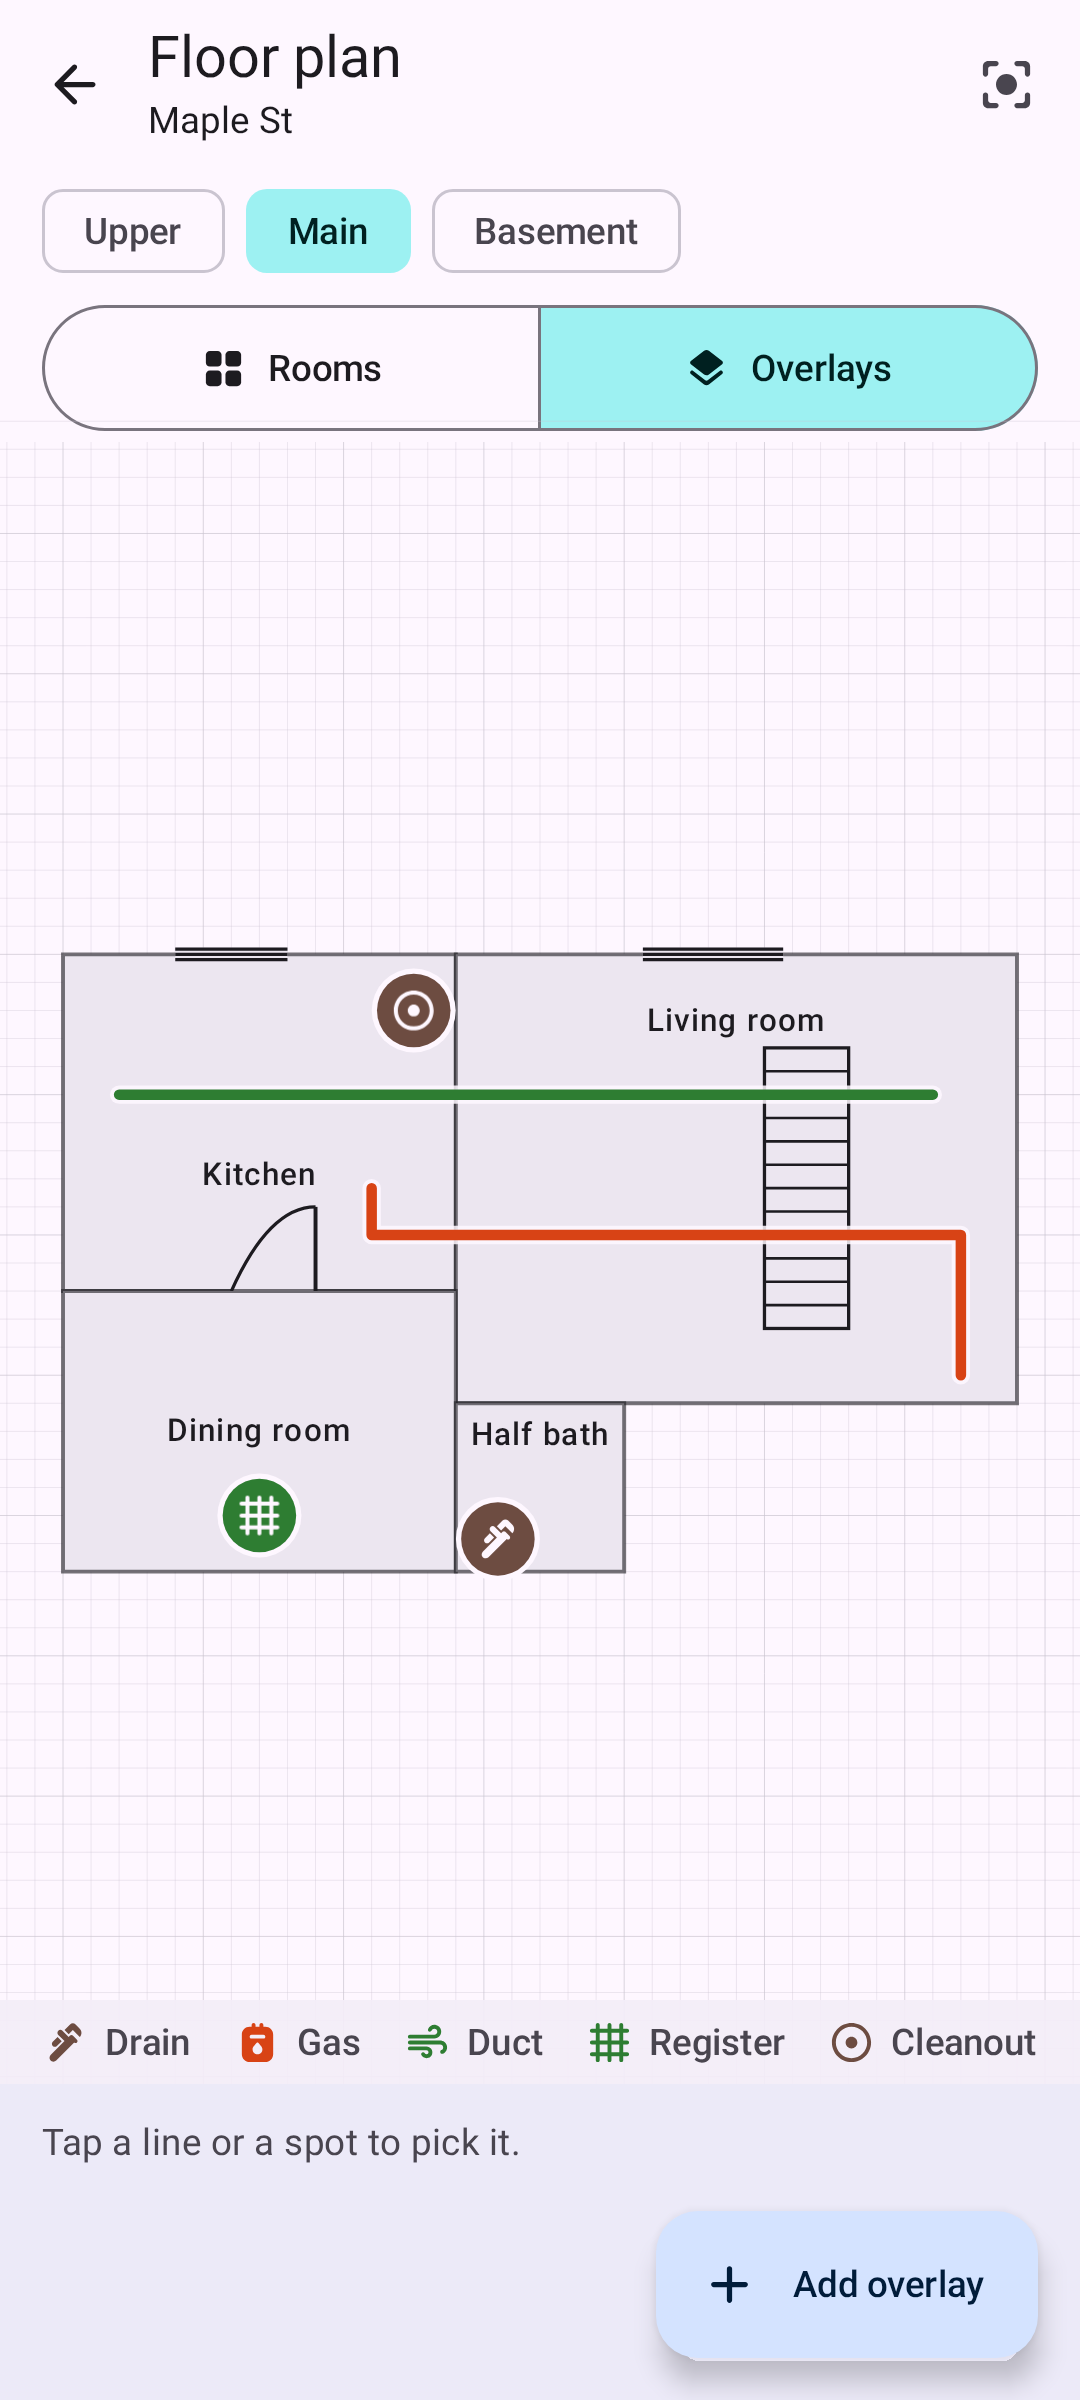 Floor plan
Maple St
Upper
Main
Basement
Rooms
Overlays
Living room
Kitchen
Dining room
Half bath
Drain
Gas
Duct
Register
Cleanout
Tap a line or a spot to pick it.
Add overlay